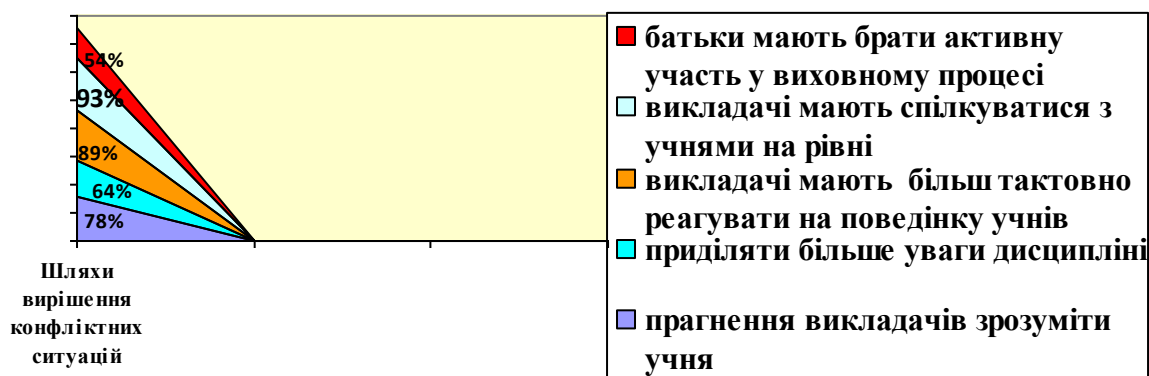 54%
93%
89%
64%
78%
Шляхи
вирішення
конфліктних
ситуацій
батьки мають брати активну
участь у виховному процесі
викладачі мають спілкуватися з
учнями на рівні
викладачі мають більш тактовно
реагувати на поведінку учнів
приділяти більше уваги дисципліні
прагнення викладачів зрозуміти
учня